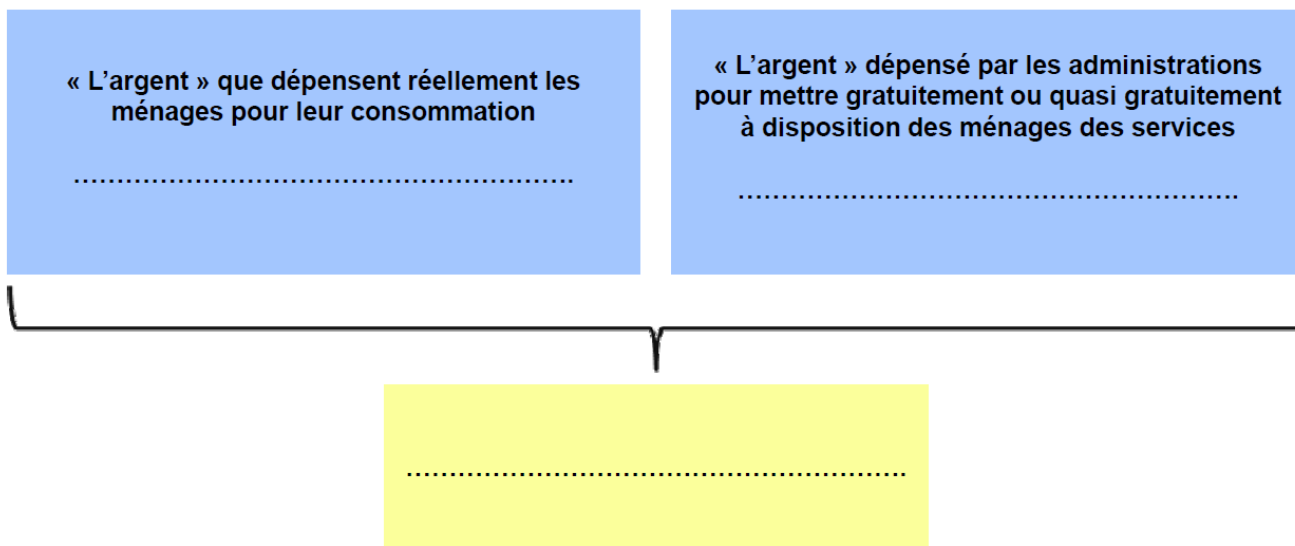 « L’argent » que dépensent réellement les
ménages pour leur consommation
……………………………………………….
« L’argent » dépensé par les administrations
pour mettre gratuitement ou quasi gratuitement
à disposition des ménages des services
……………………………………………….
……………………………………………….